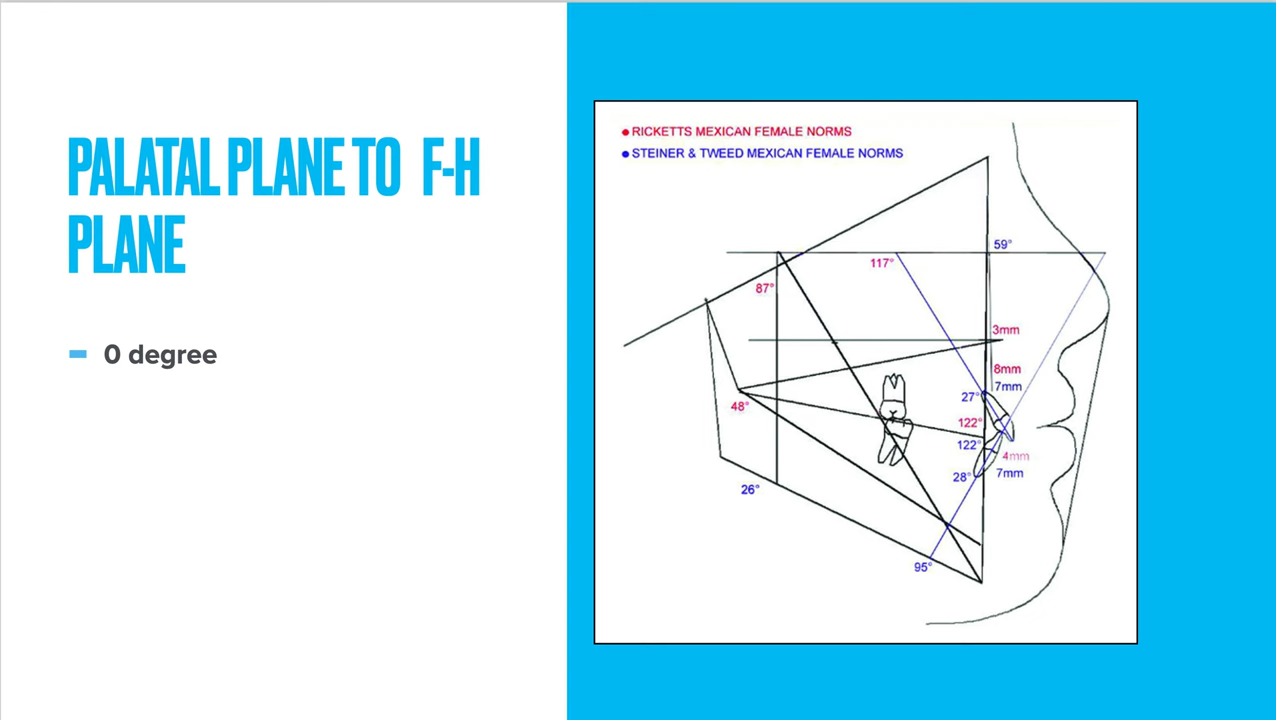 PALATAL PLANE TO F-H
PLANE
0 degree
RICKETTS MEXICAN FEMALE NORMS
STEINER & TWEED MEXICAN FEMALE NORMS
59°
117°
87°
3mm
8mm
7mm
27°
48°
122°
122°
4mm
28°
7mm
26°
95°